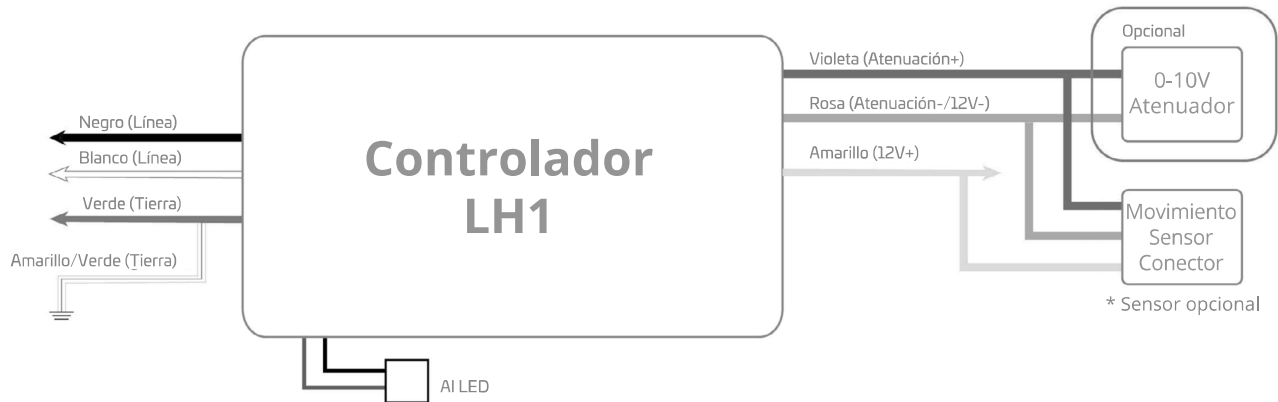 Opcional
Violeta (Atenuación+)
0-10V
Atenuador
Rosa (Atenuación-/12V-)
Negro (Línea)
Blanco (Línea)
Amarillo (12V+)
Controlador
LH1
Verde (Tierra)
Amarillo/Verde (Tierra)
Movimiento
Sensor
Conector
* Sensor opcional
Al LED